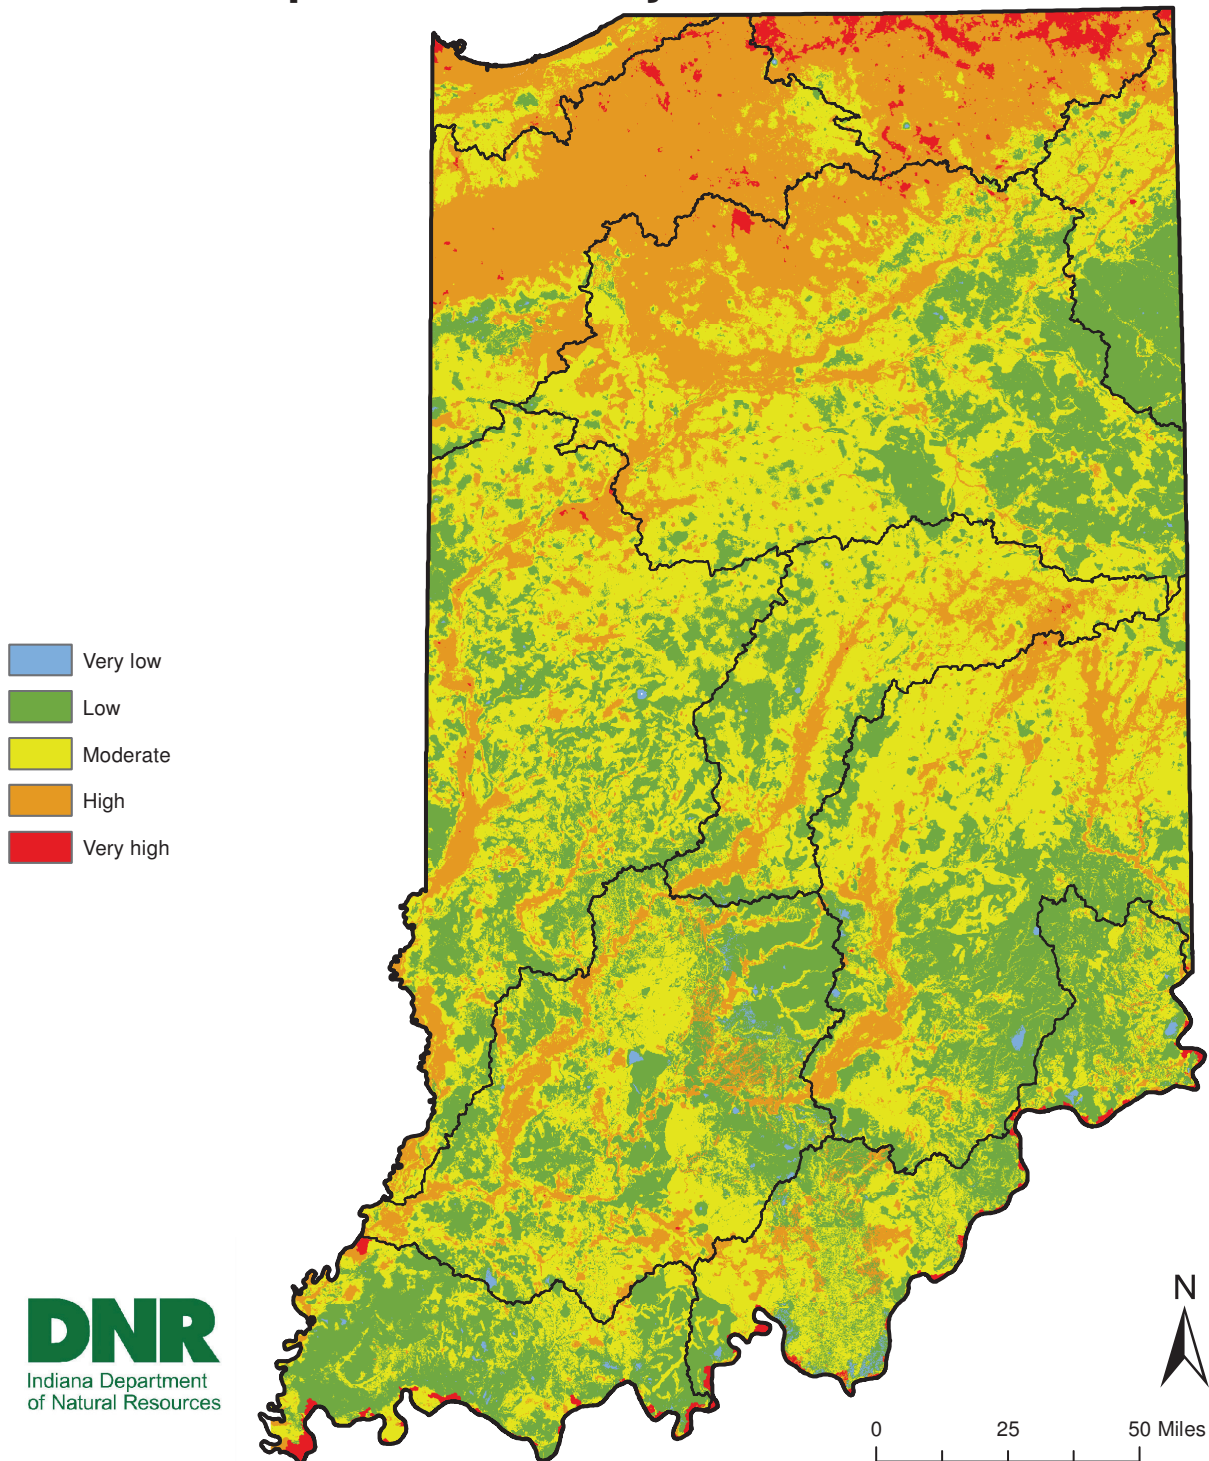 Very low
Low
Moderate
High
Very high
DNR
Indiana Department
of Natural Resources
N
0 25 50 Miles